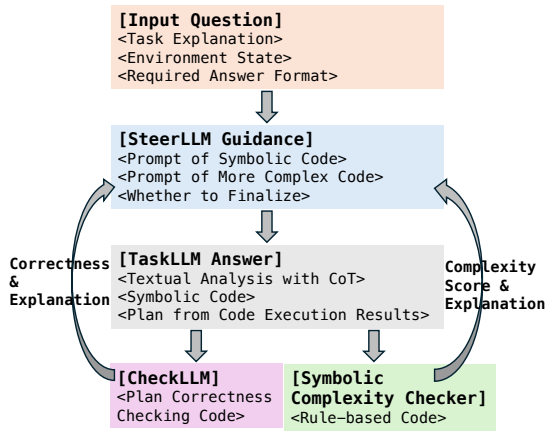 [Input Question]
<Task Explanation>
<Environment State>
<Required Answer Format>
[SteerLLM Guidance]
<Prompt of Symbolic Code>
<Prompt of More Complex Code>
<Whether to Finalize>
Correctness
&
Explanation
[TaskLLM Answer]
<Textual Analysis with CoT>
<Symbolic Code>
<Plan from Code Execution Results>
Complexity
Score &
Explanation
[CheckLLM]
<Plan Correctness
Checking Code>
[Symbolic
Complexity Checker]
<Rule-based Code>